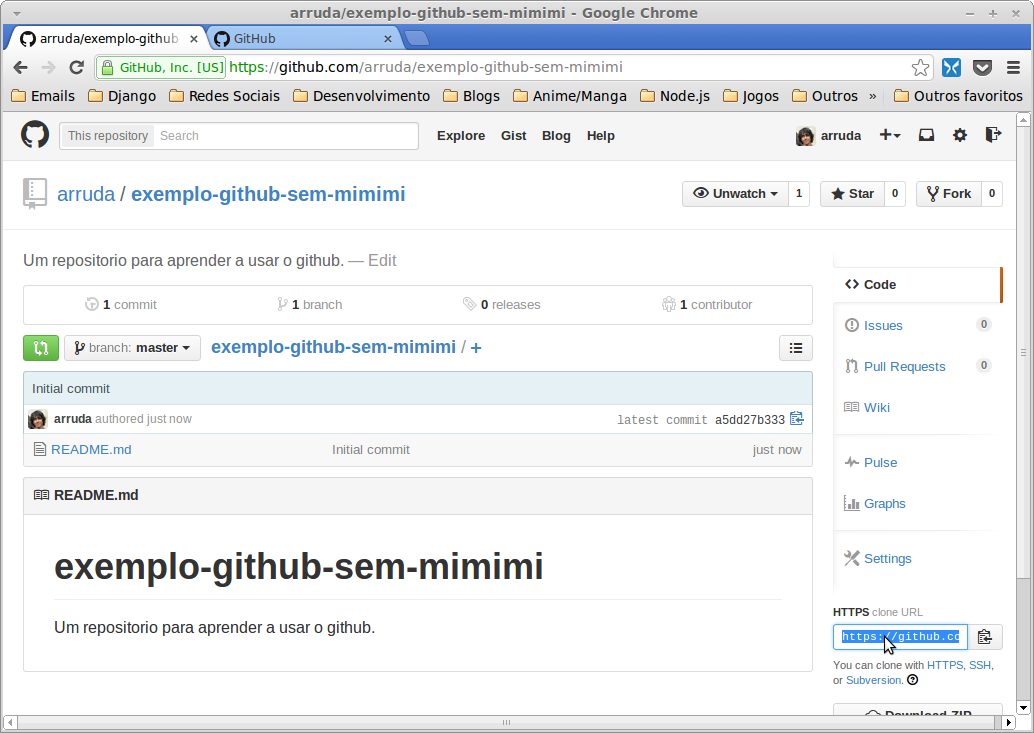 arruda/exemplo-github-sem-mimimi - Google Chrome
arruda/exemplo-github
GitHub
GitHub, Inc. [US] https://github.com/arruda/exemplo-github-sem-mimimi
Emails Django Redes Sociais Desenvolvimento Blogs Anime/Manga Node.js Jogos Outros » Outros favoritos
This repository Search Explore Gist Blog Help arruda
arruda / exemplo-github-sem-mimimi Unwatch 1 Star 0 Fork 0
Um repositorio para aprender a usar o github. — Edit
1 commit 1 branch 0 releases 1 contributor
branch: master exemplo-github-sem-mimimi / +
Initial commit
arruda authored just now latest commit a5dd27b333
README.md Initial commit just now
README.md
exemplo-github-sem-mimimi
Um repositorio para aprender a usar o github.
Code
Issues 0
Pull Requests 0
Wiki
Pulse
Graphs
Settings
HTTPS clone URL
https://github.co
You can clone with HTTPS, SSH,
or Subversion.
Download ZIP